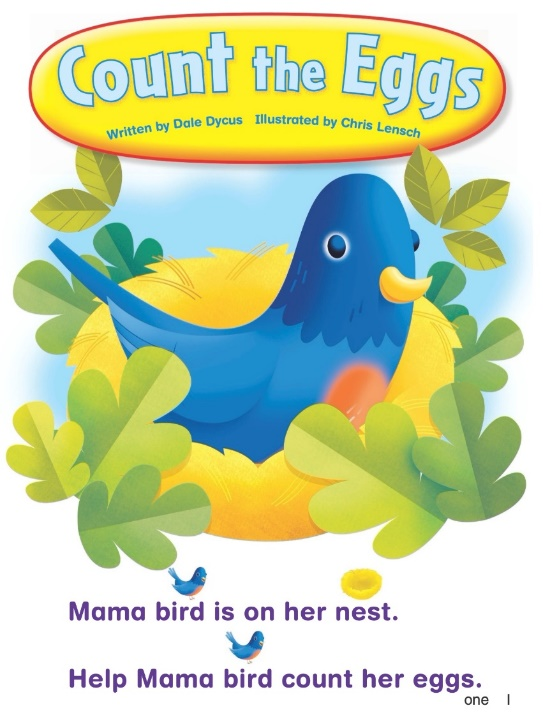 Count the Eggs
Written by Dale Dycus Illustrated by Chris Lensch
Mama bird is on her nest.
Help Mama bird count her eggs.
one 1